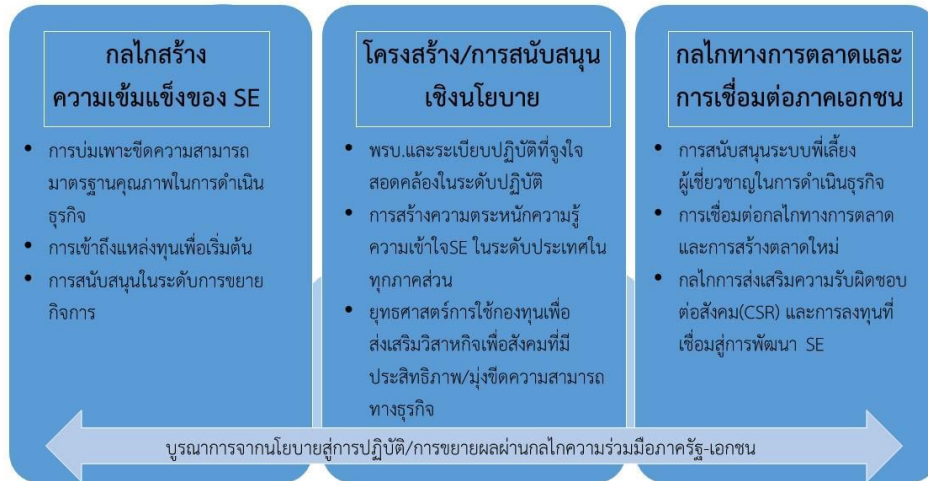 กลไกสร้าง
ความเข้มแข็งของ SE
• การบ่มเพาะขีดความสามารถ
มาตรฐานคุณภาพในการดำเนิน
ธุรกิจ
• การเข้าถึงแหล่งทุนเพื่อเริ่มต้น
• การสนับสนุนในระดับการขยาย
กิจการ
โครงสร้าง/การสนับสนุน
เชิงนโยบาย
• พรบ.และระเบียบปฏิบัติที่จูงใจ
สอดคล้องในระดับปฏิบัติ
• การสร้างความตระหนักความรู้
ความเข้าใจSE ในระดับประเทศใน
ทุกภาคส่วน
• ยุทธศาสตร์การใช้กองทุนเพื่อ
ส่งเสริมวิสาหกิจเพื่อสังคมที่มี
ประสิทธิภาพ/มุ่งขีดความสามารถ
ทางธุรกิจ
กลไกทางการตลาดและ
การเชื่อมต่อภาคเอกชน
• การสนับสนุนระบบพี่เลี้ยง
ผู้เชี่ยวชาญในการดำเนินธุรกิจ
• การเชื่อมต่อกลไกทางการตลาด
และการสร้างตลาดใหม่
• กลไกการส่งเสริมความรับผิดชอบ
ต่อสังคม(CSR) และการลงทุนที่
เชื่อมสู่การพัฒนา SE
บูรณาการจากนโยบายสู่การปฏิบัติ/การขยายผลผ่านกลไกความร่วมมือภาครัฐ-เอกชน